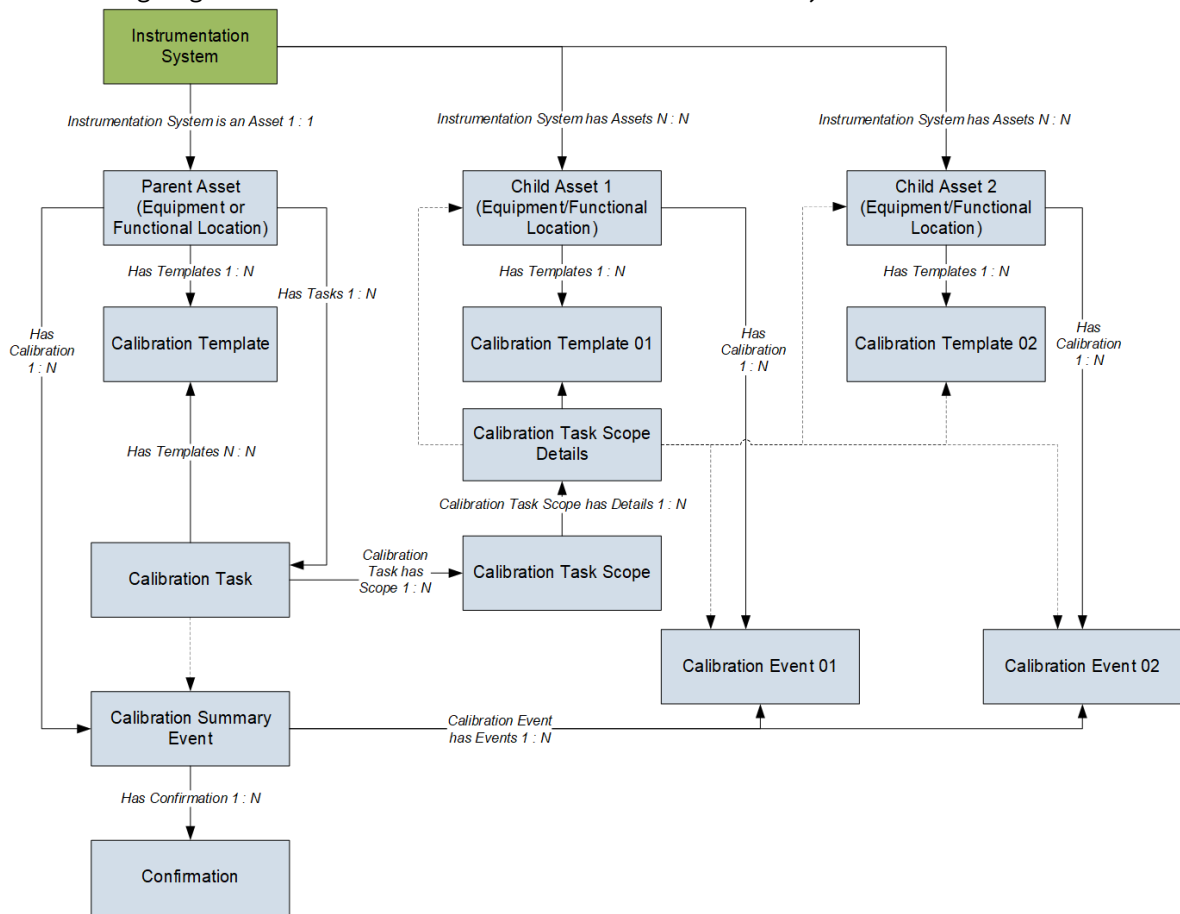 Instrumentation
System
Instrumentation System is an Asset 1 : 1
Instrumentation System has Assets N : N
Instrumentation System has Assets N : N
Parent Asset
(Equipment or
Functional Location)
Child Asset 1
(Equipment/Functional
Location)
Child Asset 2
(Equipment/Functional
Location)
Has Templates 1 : N
Has Templates 1 : N
Has Templates 1 : N
Has Tasks 1 : N
Has
Calibration
1 : N
Calibration Template
Calibration Template 01
Has
Calibration
1 : N
Calibration Template 02
Has
Calibration
1 : N
Has Templates N : N
Calibration Task Scope
Details
Calibration Task Scope has Details 1 : N
Calibration Task
Calibration
Task has
Scope 1 : N
Calibration Task Scope
Calibration Event 01
Calibration Event 02
Calibration Summary
Event
Calibration Event
has Events 1 : N
Has Confirmation 1 : N
Confirmation